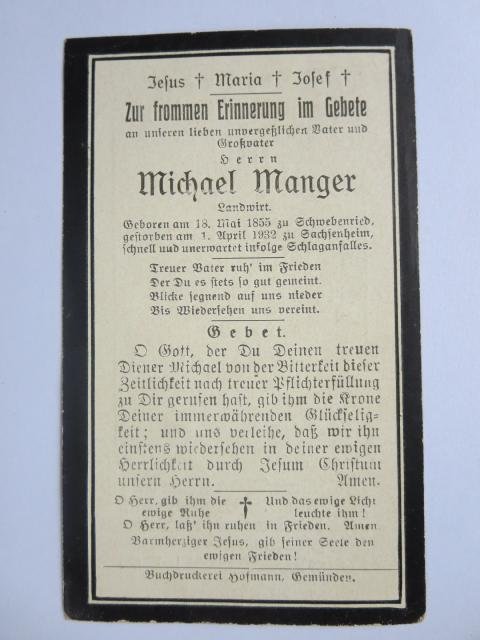 Jesus † Maria † Josef †
Zur frommen Erinnerung im Gebete
an unseren lieben unvergeßlichen Vater und
Großvater
Herrn
Michael Manger
Landwirt.
Geboren am 18. Mai 1855 zu Schwebenried,
gestorben am 1. April 1932 zu Sachsenheim,
schnell und unerwartet infolge Schlaganfalles.
Treuer Vater ruh' im Frieden
Der Du es stets so gut gemeint.
Blicke segnend auf uns nieder
Bis Wiedersehen uns vereint.
Gebet.
O Gott, der Du Deinen treuen
Diener Michael von der Bitterkeit dieser
Zeitlichkeit nach treuer Pflichterfüllung
zu Dir gerufen hast, gib ihm die Krone
Deiner immerwährenden Glückselig-
keit; und uns verleihe, daß wir ihn
einstens wiedersehen in deiner ewigen
Herrlichkeit durch Jesum Christum
unsern Herrn. Amen.
O Herr, gib ihm die † Und das ewige Licht
ewige Ruhe leuchte ihm!
O Herr, laß' ihn ruhen in Frieden. Amen
Barmherziger Jesus, gib seiner Seele den
ewigen Frieden!
Buchdruckerei Hofmann, Gemünden.